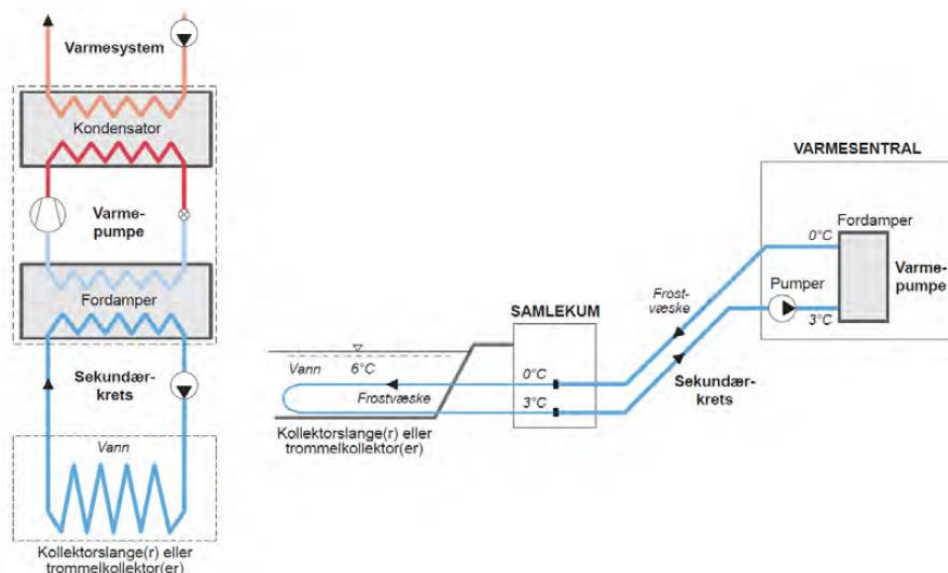 Varmesystem
Kondensator
Varme-
pumpe
Fordamper
Sekundær-
krets
Vann
Kollektorslange(r) eller
trommelkollektor(er)
VARMESENTRAL
Fordamper
0°C
Varme-
pumpe
Pumper
3°C
Frost-
væske
SAMLEKUM
Vann 6°C
0°C
Frostvæske
3°C
Sekundær-
krets
Kollektorslange(r) eller
trommelkollektor(er)